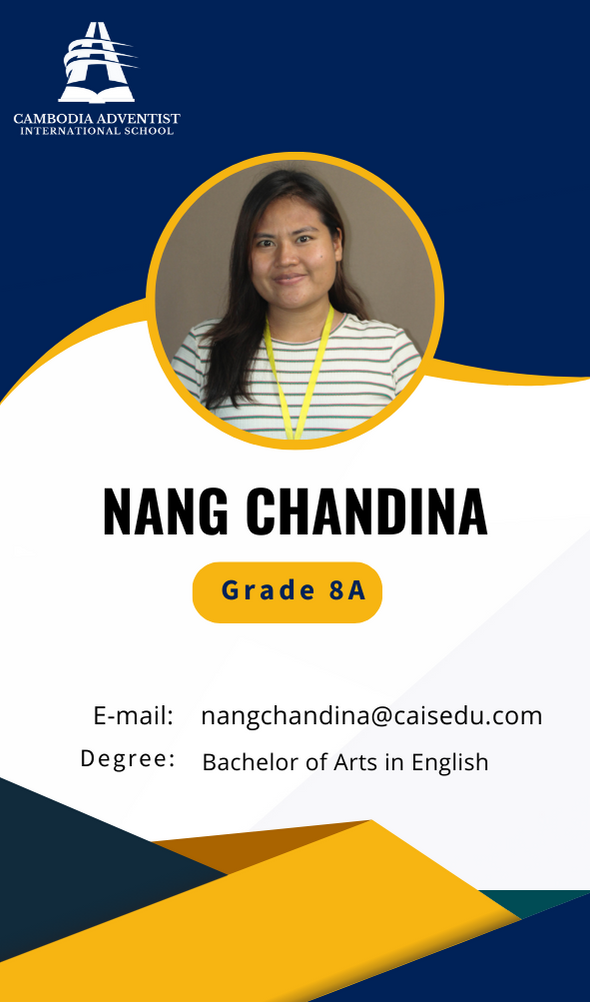 CAMBODIA ADVENTIST
INTERNATIONAL SCHOOL
NANG CHANDINA
Grade 8A
E-mail: nangchandina@caisedu.com
Degree: Bachelor of Arts in English